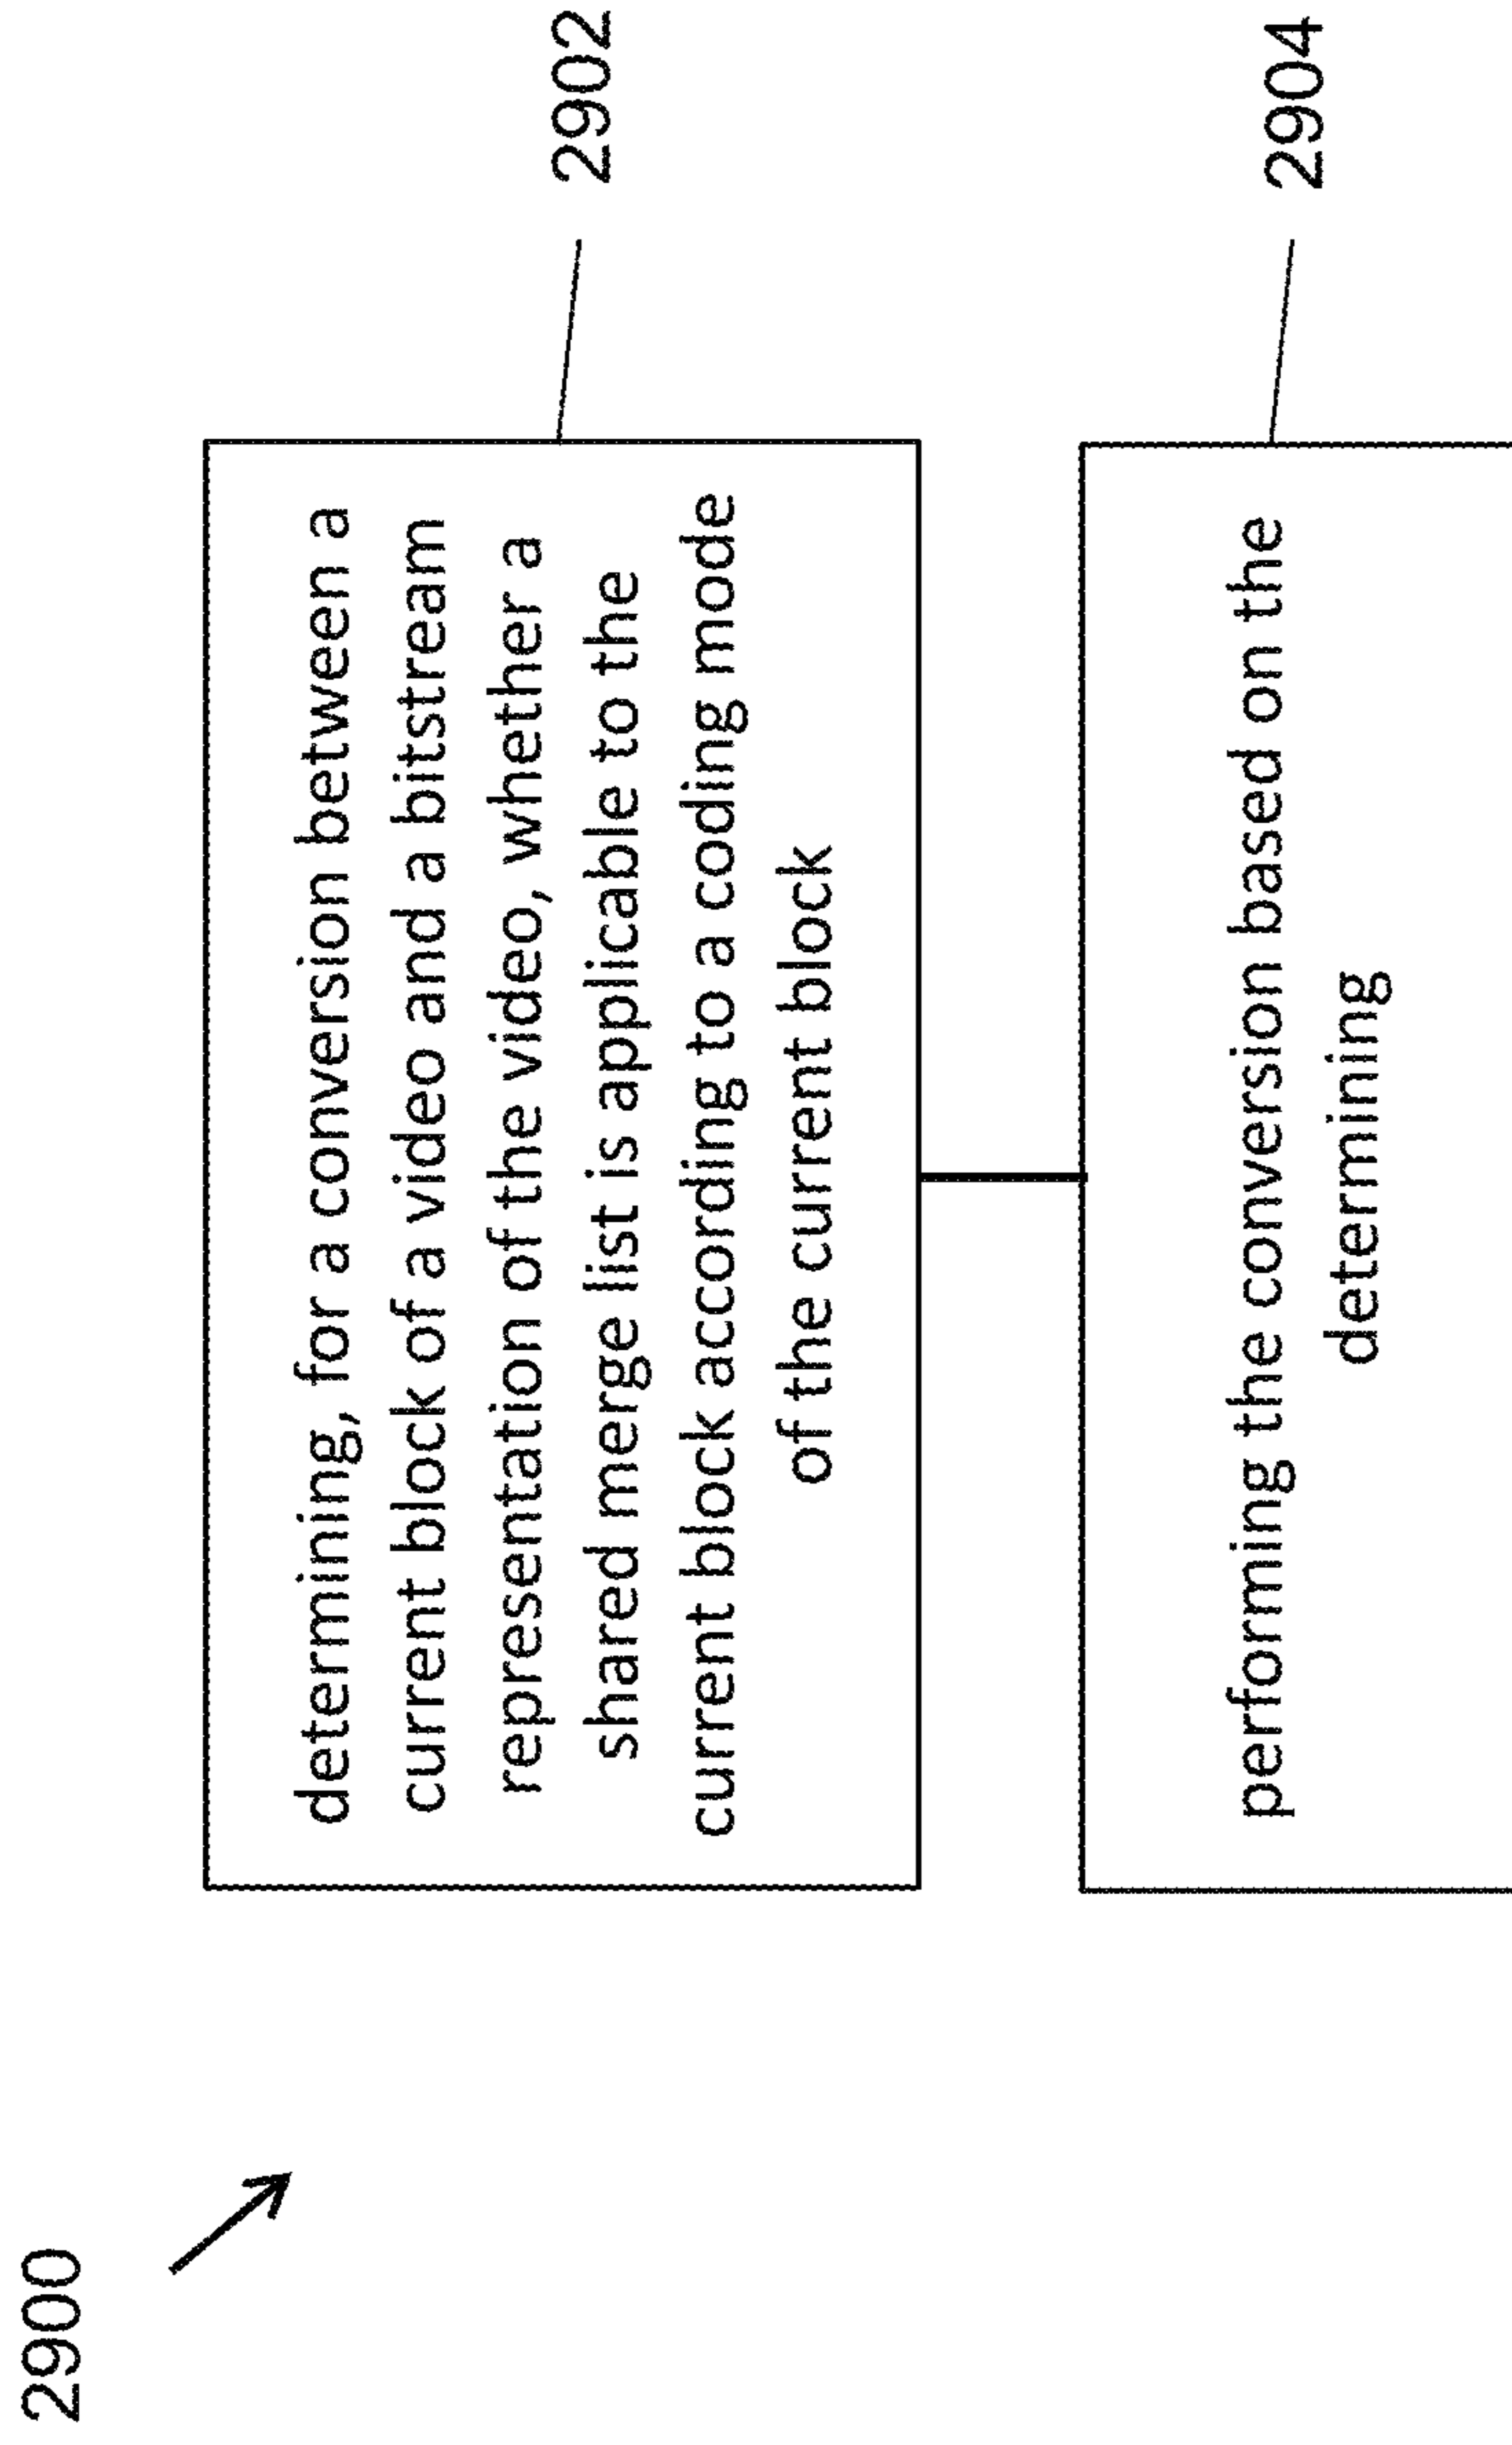 2900
determining, for a conversion between a
current block of a video and a bitstream
representation of the video, whether a
shared merge list is applicable to the
current block according to a coding mode
of the current block
2902
performing the conversion based on the
determining
2904